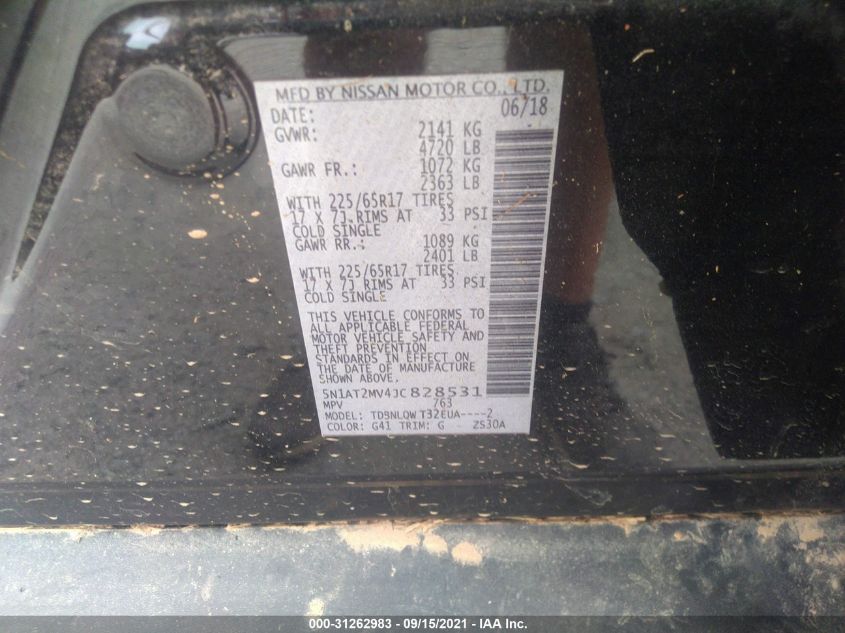 MFD BY NISSAN MOTOR CO., LTD.
DATE: 06/18
GVWR: 2141 KG
4720 LB
GAWR FR.: 1072 KG
2363 LB
WITH 225/65R17 TIRES
17 X 7J RIMS AT 33 PSI
COLD SINGLE
GAWR RR.: 1089 KG
2401 LB
WITH 225/65R17 TIRES
17 X 7J RIMS AT 33 PSI
COLD SINGLE
THIS VEHICLE CONFORMS TO
ALL APPLICABLE FEDERAL
MOTOR VEHICLE SAFETY AND
THEFT PREVENTION
STANDARDS IN EFFECT ON
THE DATE OF MANUFACTURE
SHOWN ABOVE.
5N1AT2MV4JC828531
MPV 763
MODEL: TDSNLQW T32EUA----2
COLOR: G41 TRIM: G ZS30A
000-31262983 - 09/15/2021 - IAA Inc.